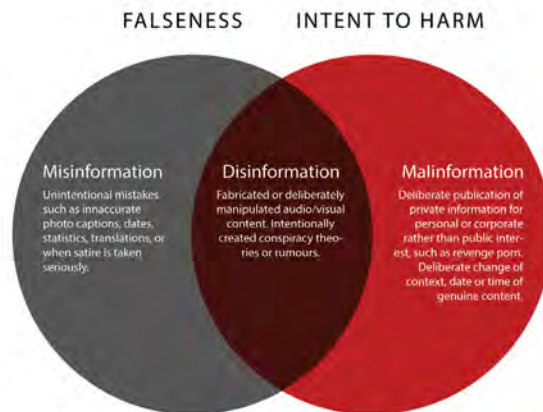 FALSENESS
INTENT TO HARM
Misinformation
Unintentional mistakes
such as innaccurate
photo captions, dates,
statistics, translations, or
when satire is taken
seriously.
Disinformation
Fabricated or deliberately
manipulated audio/visual
content. Intentionally
created conspiracy theo-
ries or rumours.
Malinformation
Deliberate publication of
private information for
personal or corporate
rather than public inter-
est, such as revenge porn.
Deliberate change of
context, date or time of
genuine content.